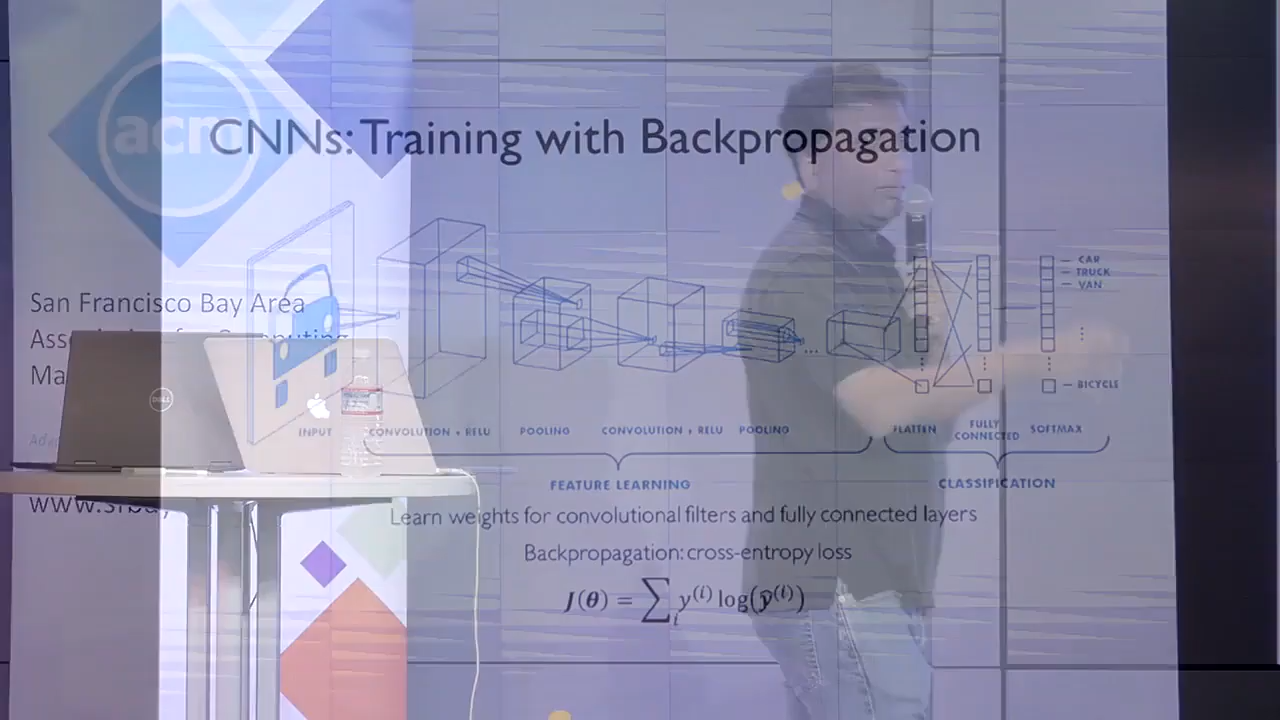 acm
CNNs: Training with Backpropagation
San Francisco Bay Area
CAR
TRUCK
VAN
BICYCLE
DELL
INPUT
CONVOLUTION + RELU
POOLING
CONVOLUTION + RELU
POOLING
FLATTEN
FULLY
CONNECTED
SOFTMAX
FEATURE LEARNING
CLASSIFICATION
Learn weights for convolutional filters and fully connected layers
Backpropagation: cross-entropy loss
J(θ) = ∑ᵢ y⁽ⁱ⁾ log(ŷ⁽ⁱ⁾)